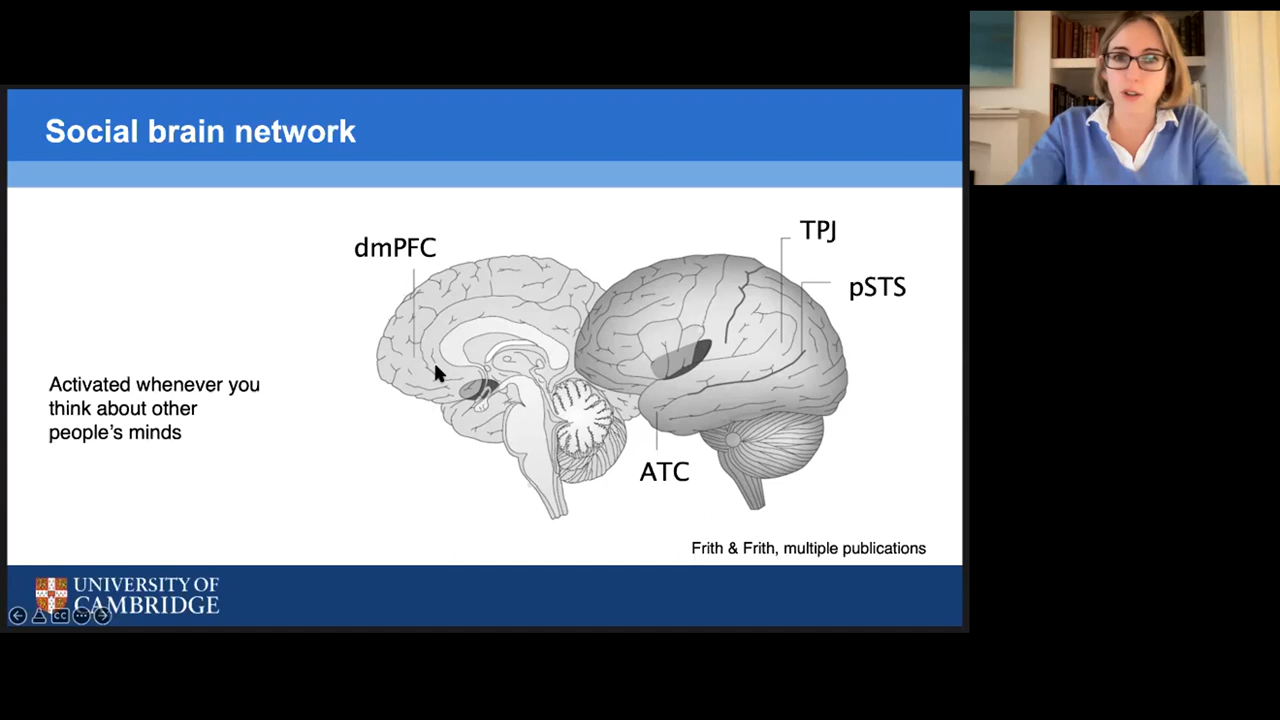 Social brain network
dmPFC
TPJ
pSTS
Activated whenever you
think about other
people's minds
ATC
Frith & Frith, multiple publications
UNIVERSITY OF
CAMBRIDGE
CC